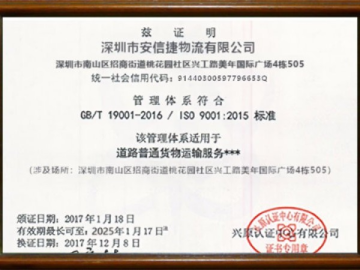 兹证明
深圳市安信捷物流有限公司
深圳市南山区招商街道桃花园社区兴工路美年国际广场4栋505
统一社会信用代码：91440300597796653Q
管理体系符合
GB/T 19001-2016 / ISO 9001:2015 标准
该管理体系适用于
道路普通货物运输服务***
(涉及场所：深圳市南山区招商街道桃花园社区兴工路美年国际广场4栋505)
颁证日期：2017年1月18日
有效期最长可至：2025年1月17日
换证日期：2017年12月8日
兴原认证中心有限公司
证书专用章